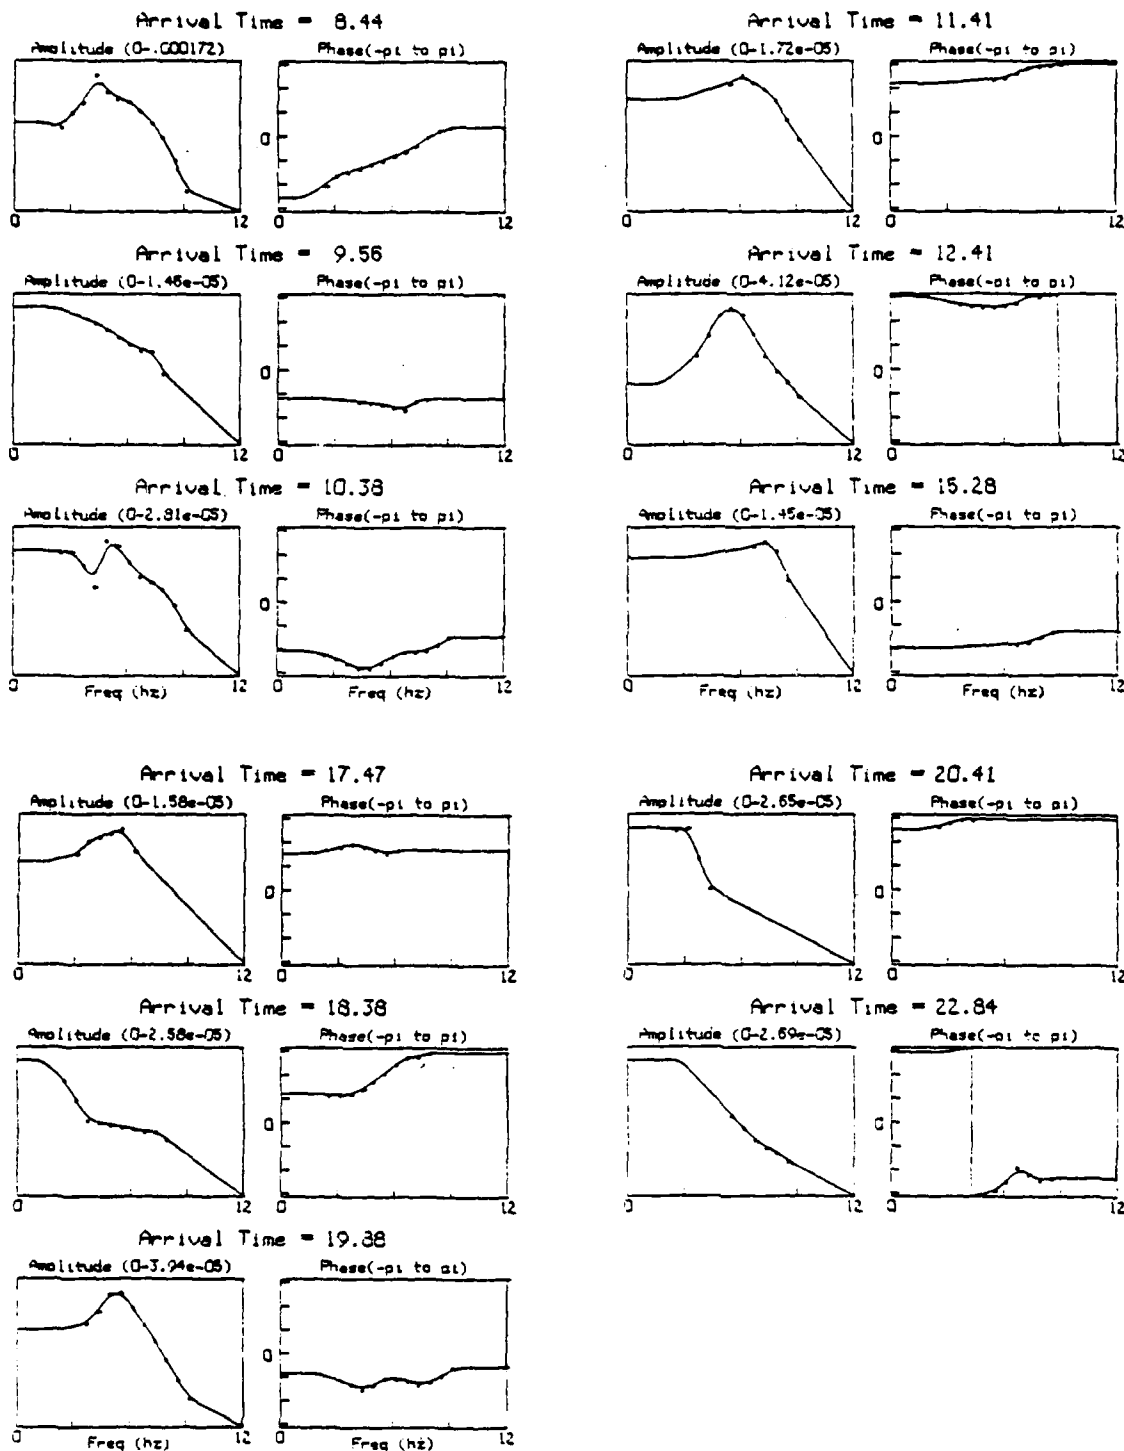 Arrival Time = 8.44
Amplitude (0-.000172) Phase(-pi to pi)
0
0 12 0 12
Arrival Time = 9.56
Amplitude (0-1.46e-05) Phase(-pi to pi)
0
0 12 0 12
Arrival Time = 10.38
Amplitude (0-2.81e-05) Phase(-pi to pi)
0
0 12 0 12
Freq (hz) Freq (hz)
Arrival Time = 11.41
Amplitude (0-1.72e-05) Phase(-pi to pi)
0
0 12 0 12
Arrival Time = 12.41
Amplitude (0-4.12e-05) Phase(-pi to pi)
0
0 12 0 12
Arrival Time = 15.28
Amplitude (0-1.45e-05) Phase(-pi to pi)
0
0 12 0 12
Freq (hz) Freq (hz)
Arrival Time = 17.47
Amplitude (0-1.58e-05) Phase(-pi to pi)
0
0 12 0 12
Arrival Time = 18.38
Amplitude (0-2.58e-05) Phase(-pi to pi)
0
0 12 0 12
Arrival Time = 19.88
Amplitude (0-3.94e-05) Phase(-pi to pi)
0
0 12 0 12
Freq (hz) Freq (hz)
Arrival Time = 20.41
Amplitude (0-2.65e-05) Phase(-pi to pi)
0
0 12 0 12
Arrival Time = 22.84
Amplitude (0-2.69e-05) Phase(-pi to pi)
0
0 12 0 12